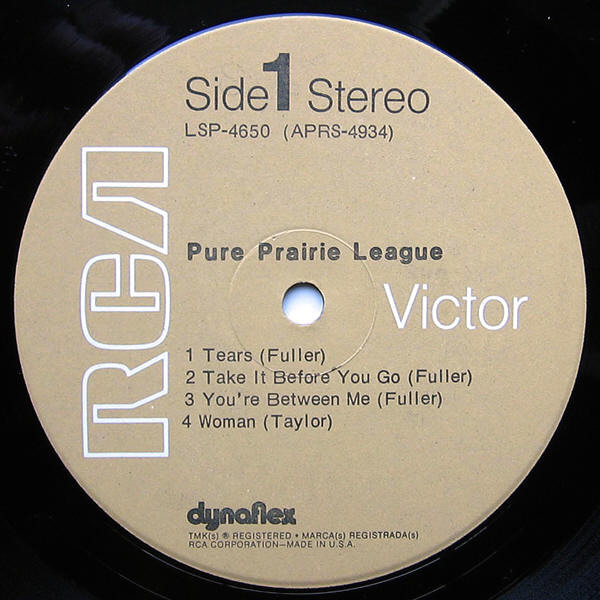 Side 1 Stereo
LSP-4650 (APRS-4934)
RCA
Pure Prairie League
Victor
1 Tears (Fuller)
2 Take It Before You Go (Fuller)
3 You're Between Me (Fuller)
4 Woman (Taylor)
dynaflex
TMK(s) ® REGISTERED • MARCA(s) REGISTRADA(s)
RCA CORPORATION—MADE IN U.S.A.